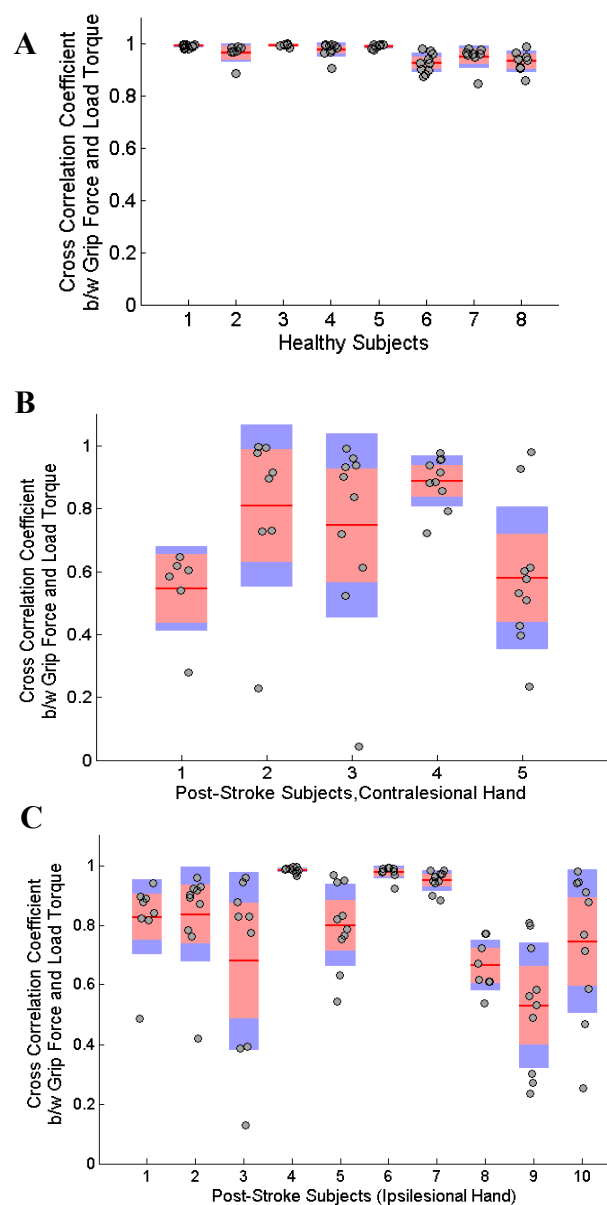 A
Cross Correlation Coefficient
b/w Grip Force and Load Torque
1
0.8
0.6
0.4
0.2
0
1 2 3 4 5 6 7 8
Healthy Subjects
B
Cross Correlation Coefficient
b/w Grip Force and Load Torque
1
0.8
0.6
0.4
0.2
0
1 2 3 4 5
Post-Stroke Subjects,Contralesional Hand
C
Cross Correlation Coefficient
b/w Grip Force and Load Torque
1
0.8
0.6
0.4
0.2
0
1 2 3 4 5 6 7 8 9 10
Post-Stroke Subjects (Ipsilesional Hand)